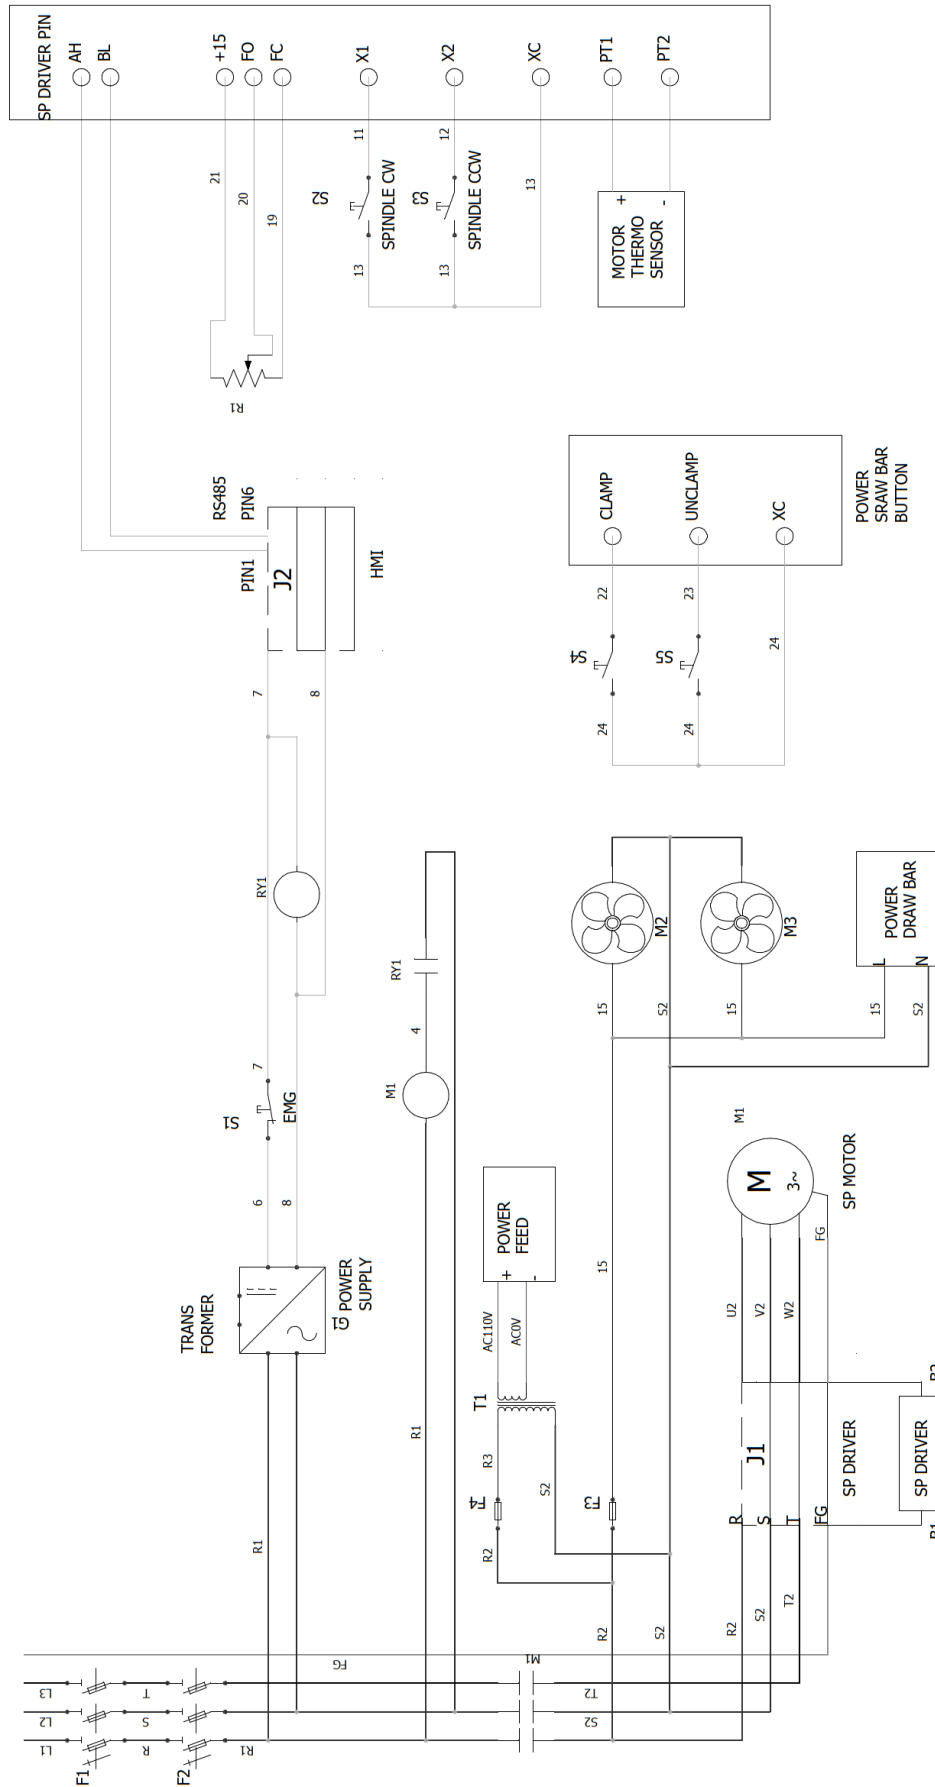 SP DRIVER PIN
AH
BL
+15
FO
FC
X1
X2
XC
PT1
PT2
21
20
19
11
12
13
S2
SPINDLE CW
S3
SPINDLE CCW
13
13
+
-
MOTOR
THERMO
SENSOR
R1
RS485
PIN1
PIN6
J2
HMI
7
8
CLAMP
UNCLAMP
XC
POWER
SRAW BAR
BUTTON
22
23
24
S4
S5
24
24
RY1
7
S1
EMG
6
8
TRANS
FORMER
G1
POWER
SUPPLY
RY1
4
M1
R1
M2
M3
15
S2
15
15
S2
L
N
POWER
DRAW BAR
POWER
FEED
+
-
AC110V
AC0V
T1
R3
S2
F4
F3
R2
15
M1
M
3~
SP MOTOR
FG
U2
V2
W2
J1
SP DRIVER
SP DRIVER
R
S
T
FG
R2
S2
T2
R2
S2
R1
FG
M1
L3
T
T2
L2
S
S2
L1
R
R1
F1
F2